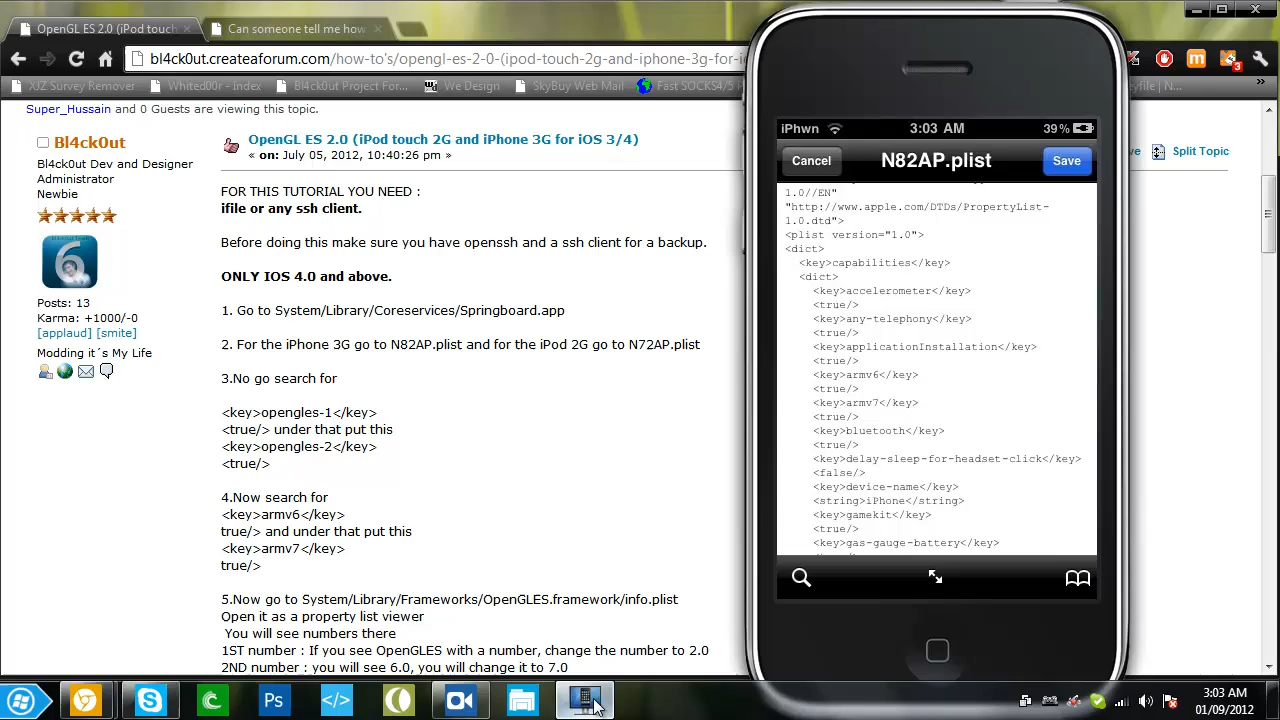 OpenGL ES 2.0 (iPod touch
Can someone tell me how
bl4ck0ut.createaforum.com/how-to's/opengl-es-2-0-(ipod-touch-2g-and-iphone-3g-for-i
3
XJZ Survey Remover
Whited00r - Index
Bl4ck0ut Project For...
We Design
SkyBuy Web Mail
Fast SOCKS4/5
yfile | N...
»
Super_Hussain and 0 Guests are viewing this topic.
Bl4ck0ut
Bl4ck0ut Dev and Designer
Administrator
Newbie
6
Posts: 13
Karma: +1000/-0
[applaud] [smite]
Modding it´s My Life
OpenGL ES 2.0 (iPod touch 2G and iPhone 3G for iOS 3/4)
« on: July 05, 2012, 10:40:26 pm »
Split Topic
FOR THIS TUTORIAL YOU NEED :
ifile or any ssh client.
Before doing this make sure you have openssh and a ssh client for a backup.
ONLY IOS 4.0 and above.
1. Go to System/Library/Coreservices/Springboard.app
2. For the iPhone 3G go to N82AP.plist and for the iPod 2G go to N72AP.plist
3.No go search for
<key>opengles-1</key>
<true/> under that put this
<key>opengles-2</key>
<true/>
4.Now search for
<key>armv6</key>
true/> and under that put this
<key>armv7</key>
true/>
5.Now go to System/Library/Frameworks/OpenGLES.framework/info.plist
Open it as a property list viewer
You will see numbers there
1ST number : If you see OpenGLES with a number, change the number to 2.0
2ND number : you will see 6.0, you will change it to 7.0
iPhwn
3:03 AM
39%
Cancel
N82AP.plist
Save
1.0//EN"
"http://www.apple.com/DTDs/PropertyList-
1.0.dtd">
<plist version="1.0">
<dict>
<key>capabilities</key>
<dict>
<key>accelerometer</key>
<true/>
<key>any-telephony</key>
<true/>
<key>applicationInstallation</key>
<true/>
<key>armv6</key>
<true/>
<key>armv7</key>
<true/>
<key>bluetooth</key>
<true/>
<key>delay-sleep-for-headset-click</key>
<false/>
<key>device-name</key>
<string>iPhone</string>
<key>gamekit</key>
<true/>
<key>gas-gauge-battery</key>
Ps
3:03 AM
01/09/2012